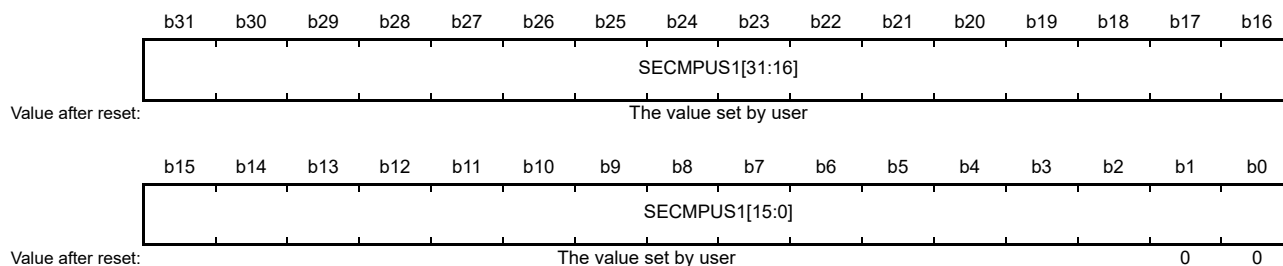 b31 b30 b29 b28 b27 b26 b25 b24 b23 b22 b21 b20 b19 b18 b17 b16
SECMPUS1[31:16]
Value after reset: The value set by user
b15 b14 b13 b12 b11 b10 b9 b8 b7 b6 b5 b4 b3 b2 b1 b0
SECMPUS1[15:0]
Value after reset: The value set by user 0 0